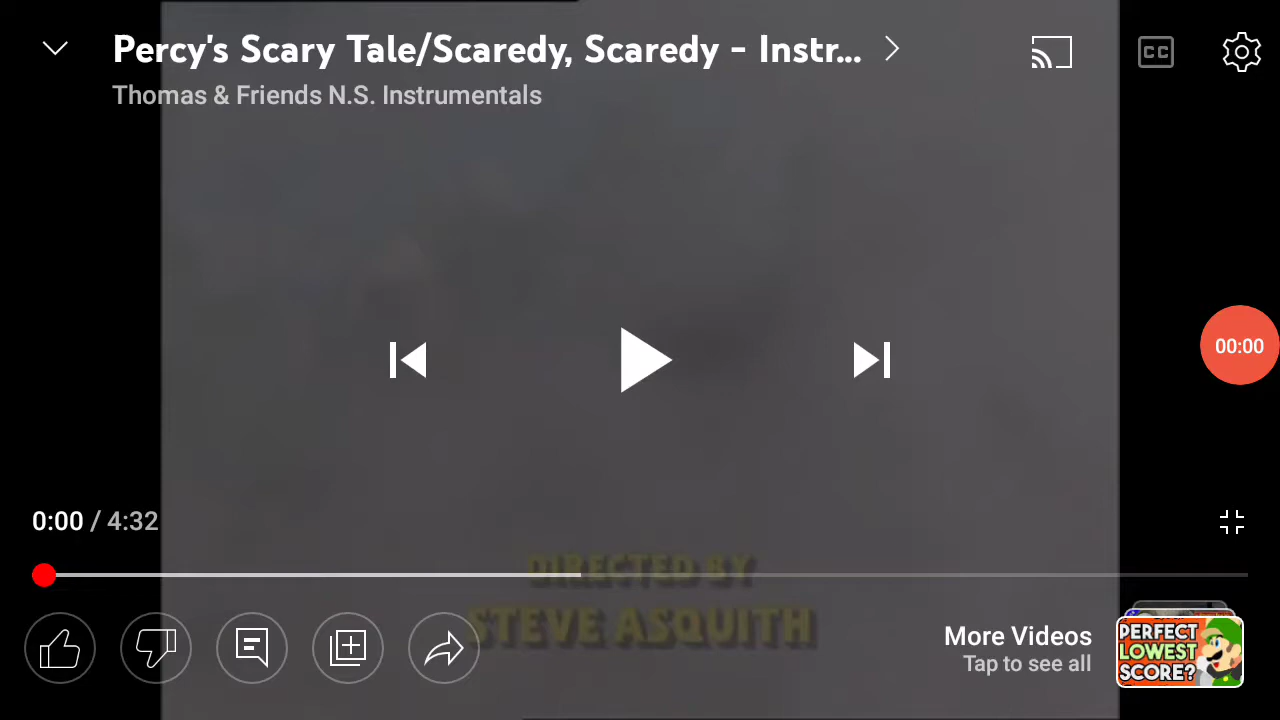 Percy's Scary Tale/Scaredy, Scaredy - Instr...
Thomas & Friends N.S. Instrumentals
CC
00:00
0:00 / 4:32
DIRECTED BY
STEVE ASQUITH
More Videos
Tap to see all
PERFECT
LOWEST
SCORE?